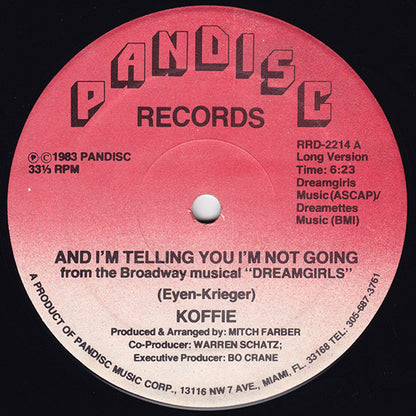 PANDISC
RECORDS
Ⓟ©1983 PANDISC
33⅓ RPM
RRD-2214 A
Long Version
Time: 6:23
Dreamgirls
Music(ASCAP)/
Dreamettes
Music (BMI)
AND I'M TELLING YOU I'M NOT GOING
from the Broadway musical "DREAMGIRLS"
(Eyen-Krieger)
KOFFIE
Produced & Arranged by: MITCH FARBER
Co-Producer: WARREN SCHATZ;
Executive Producer: BO CRANE
A PRODUCT OF PANDISC MUSIC CORP., 13116 NW 7 AVE., MIAMI, FL. 33168 TEL. 305-687-3761